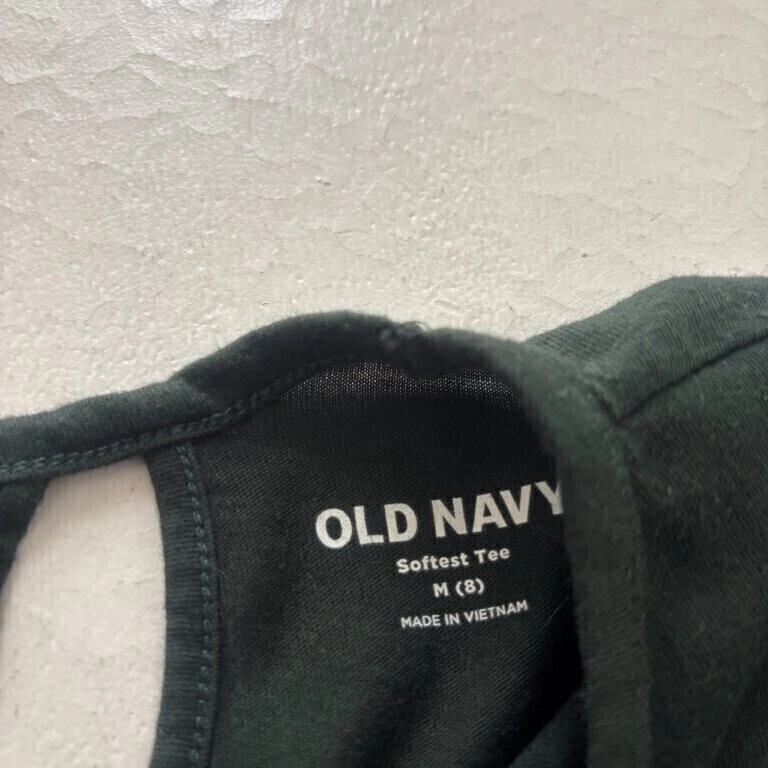 OLD NAVY
Softest Tee
M (8)
MADE IN VIETNAM